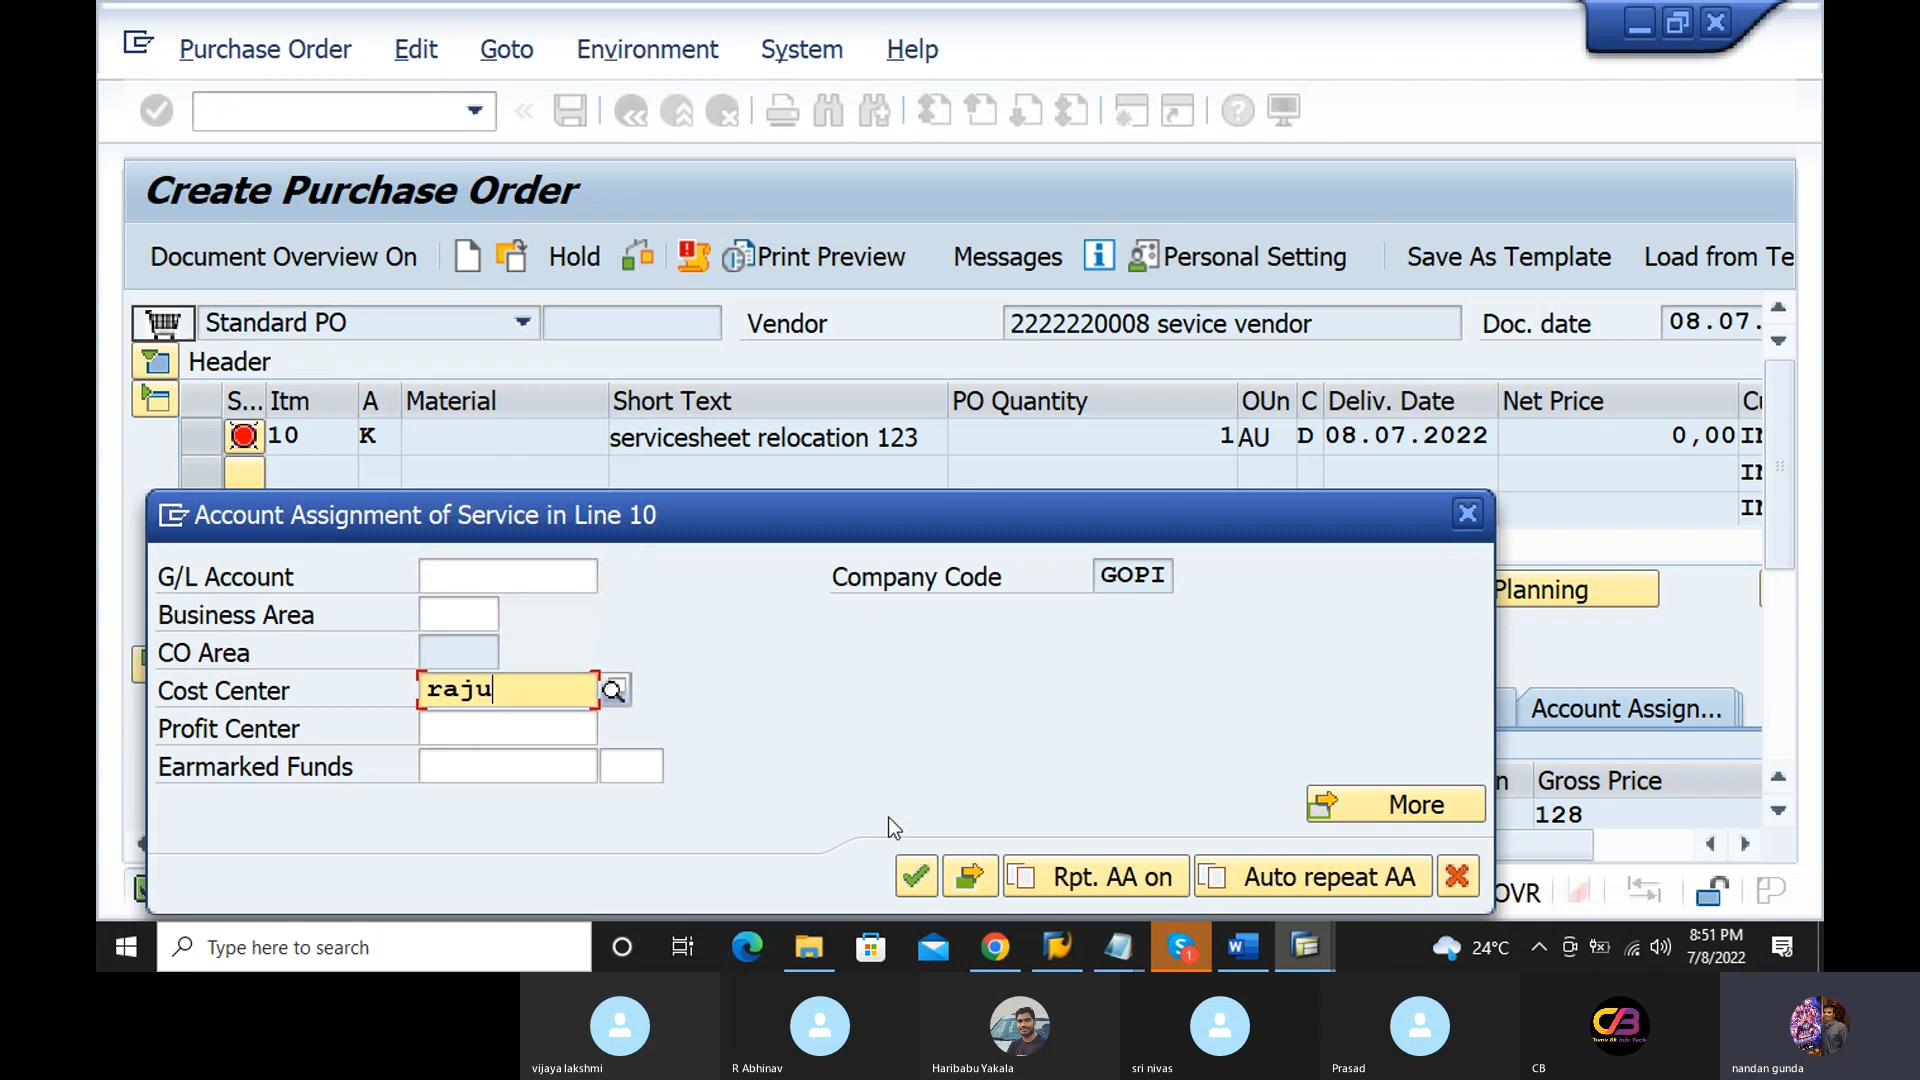 Purchase Order Edit Goto Environment System Help
Create Purchase Order
Document Overview On Hold Print Preview Messages Personal Setting Save As Template Load from Te
Standard PO Vendor 2222220008 sevice vendor Doc. date 08.07.
Header
S... Itm A Material Short Text PO Quantity OUn C Deliv. Date Net Price Cu
10 K servicesheet relocation 123 1 AU D 08.07.2022 0,00 IN
IN
IN
Account Assignment of Service in Line 10
G/L Account Company Code GOPI
Planning
Business Area
CO Area
Cost Center raju
Account Assign...
Profit Center
Earmarked Funds
n Gross Price
More 128
Rpt. AA on Auto repeat AA OVR
Type here to search 1 24°C 8:51 PM
7/8/2022
CB
vijaya lakshmi R Abhinav Haribabu Yakala sri nivas Prasad CB nandan gunda